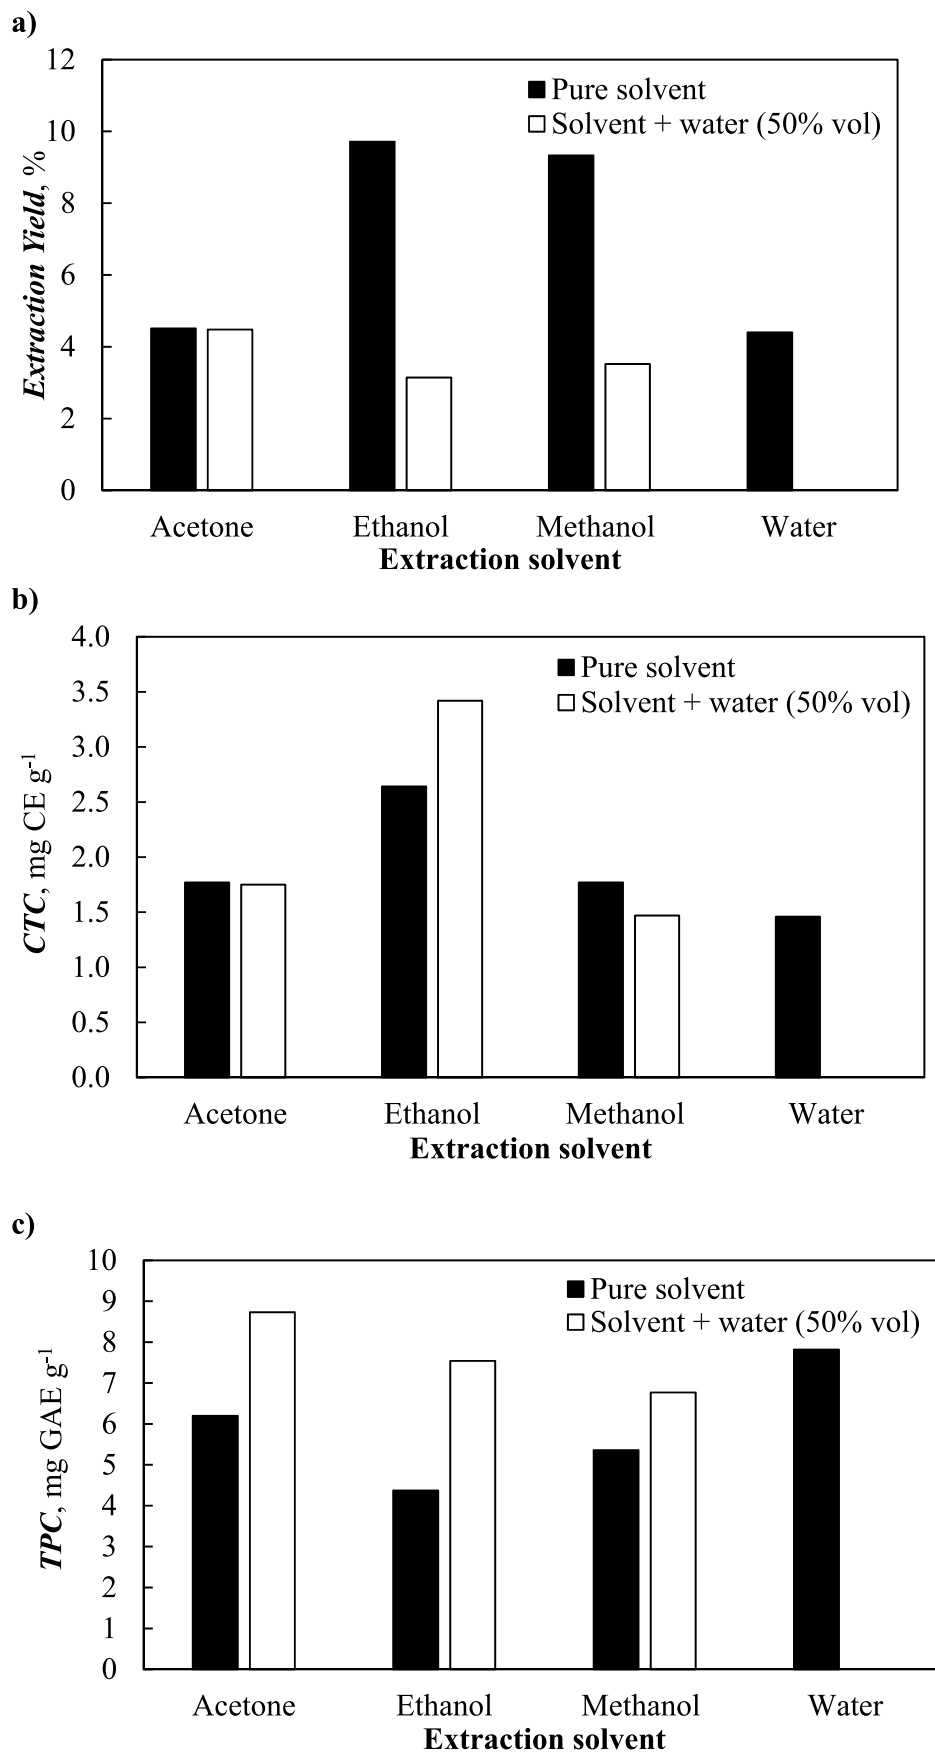 a)
12
10
8
6
4
2
0
Extraction Yield, %
Pure solvent
Solvent + water (50% vol)
Acetone Ethanol Methanol Water
Extraction solvent
b)
4.0
3.5
3.0
2.5
2.0
1.5
1.0
0.5
0.0
CTC, mg CE g-1
Pure solvent
Solvent + water (50% vol)
Acetone Ethanol Methanol Water
Extraction solvent
c)
10
9
8
7
6
5
4
3
2
1
0
TPC, mg GAE g-1
Pure solvent
Solvent + water (50% vol)
Acetone Ethanol Methanol Water
Extraction solvent